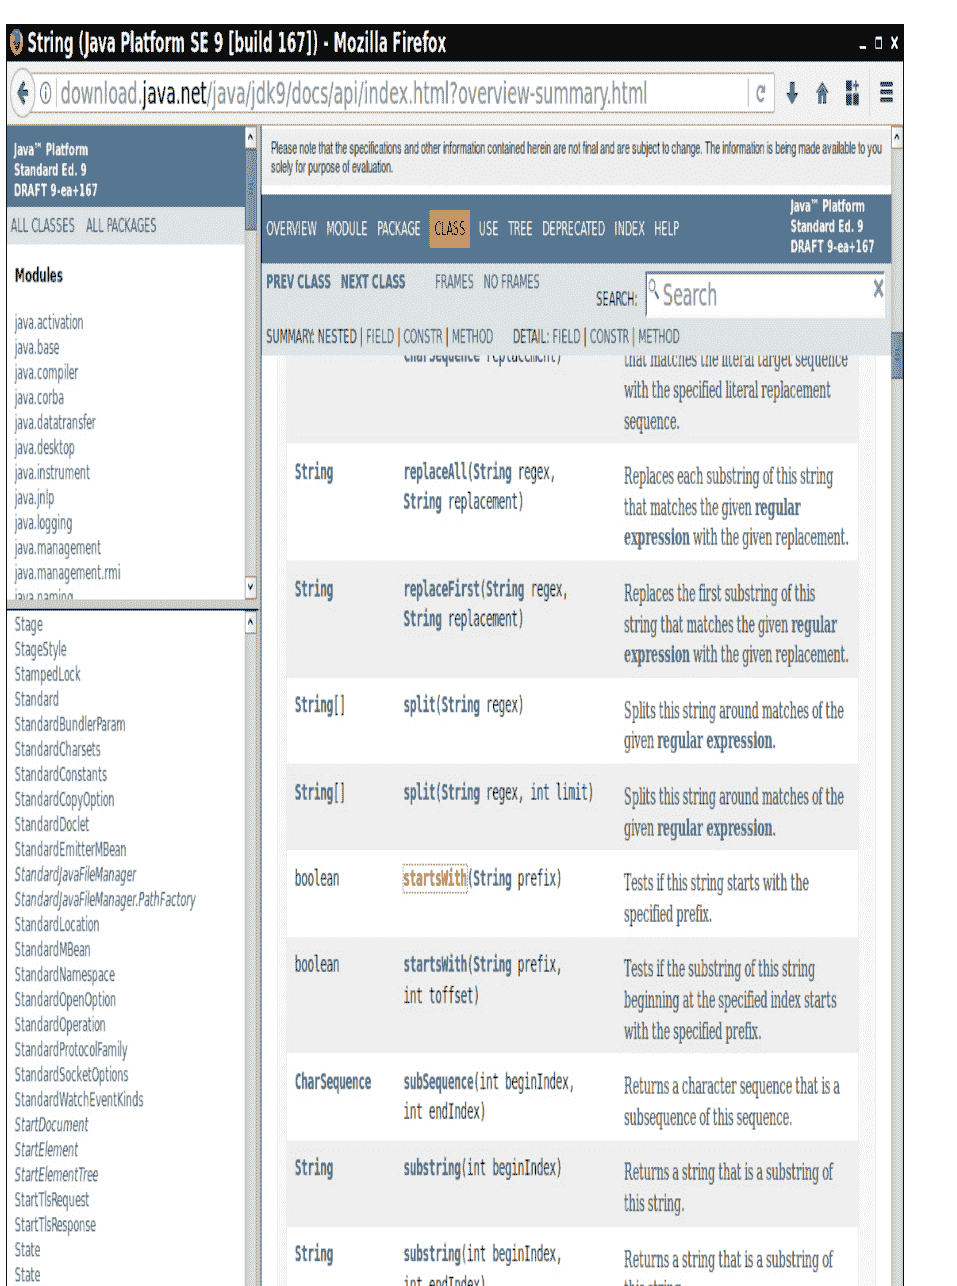 String (Java Platform SE 9 [build 167]) - Mozilla Firefox
download.java.net/java/jdk9/docs/api/index.html?overview-summary.html
Java™ Platform
Standard Ed. 9
DRAFT 9-ea+167
ALL CLASSES ALL PACKAGES
Modules
java.activation
java.base
java.compiler
java.corba
java.datatransfer
java.desktop
java.instrument
java.jnlp
java.logging
java.management
java.management.rmi
java.naming
Stage
StageStyle
StampedLock
Standard
StandardBundlerParam
StandardCharsets
StandardConstants
StandardCopyOption
StandardDoclet
StandardEmitterMBean
StandardJavaFileManager
StandardJavaFileManager.PathFactory
StandardLocation
StandardMBean
StandardNamespace
StandardOpenOption
StandardOperation
StandardProtocolFamily
StandardSocketOptions
StandardWatchEventKinds
StartDocument
StartElement
StartElementTree
StartTlsRequest
StartTlsResponse
State
State
Please note that the specifications and other information contained herein are not final and are subject to change. The information is being made available to you
solely for purpose of evaluation.
OVERVIEW MODULE PACKAGE CLASS USE TREE DEPRECATED INDEX HELP
Java™ Platform
Standard Ed. 9
DRAFT 9-ea+167
PREV CLASS NEXT CLASS FRAMES NO FRAMES
SEARCH: Search X
SUMMARY: NESTED | FIELD | CONSTR | METHOD DETAIL: FIELD | CONSTR | METHOD
CharSequence replacement)
that matches the literal target sequence
with the specified literal replacement
sequence.
String
replaceAll(String regex,
String replacement)
Replaces each substring of this string
that matches the given regular
expression with the given replacement.
String
replaceFirst(String regex,
String replacement)
Replaces the first substring of this
string that matches the given regular
expression with the given replacement.
String[]
split(String regex)
Splits this string around matches of the
given regular expression.
String[]
split(String regex, int limit)
Splits this string around matches of the
given regular expression.
boolean
startsWith(String prefix)
Tests if this string starts with the
specified prefix.
boolean
startsWith(String prefix,
int toffset)
Tests if the substring of this string
beginning at the specified index starts
with the specified prefix.
CharSequence
subSequence(int beginIndex,
int endIndex)
Returns a character sequence that is a
subsequence of this sequence.
String
substring(int beginIndex)
Returns a string that is a substring of
this string.
String
substring(int beginIndex,
int endIndex)
Returns a string that is a substring of
this string.